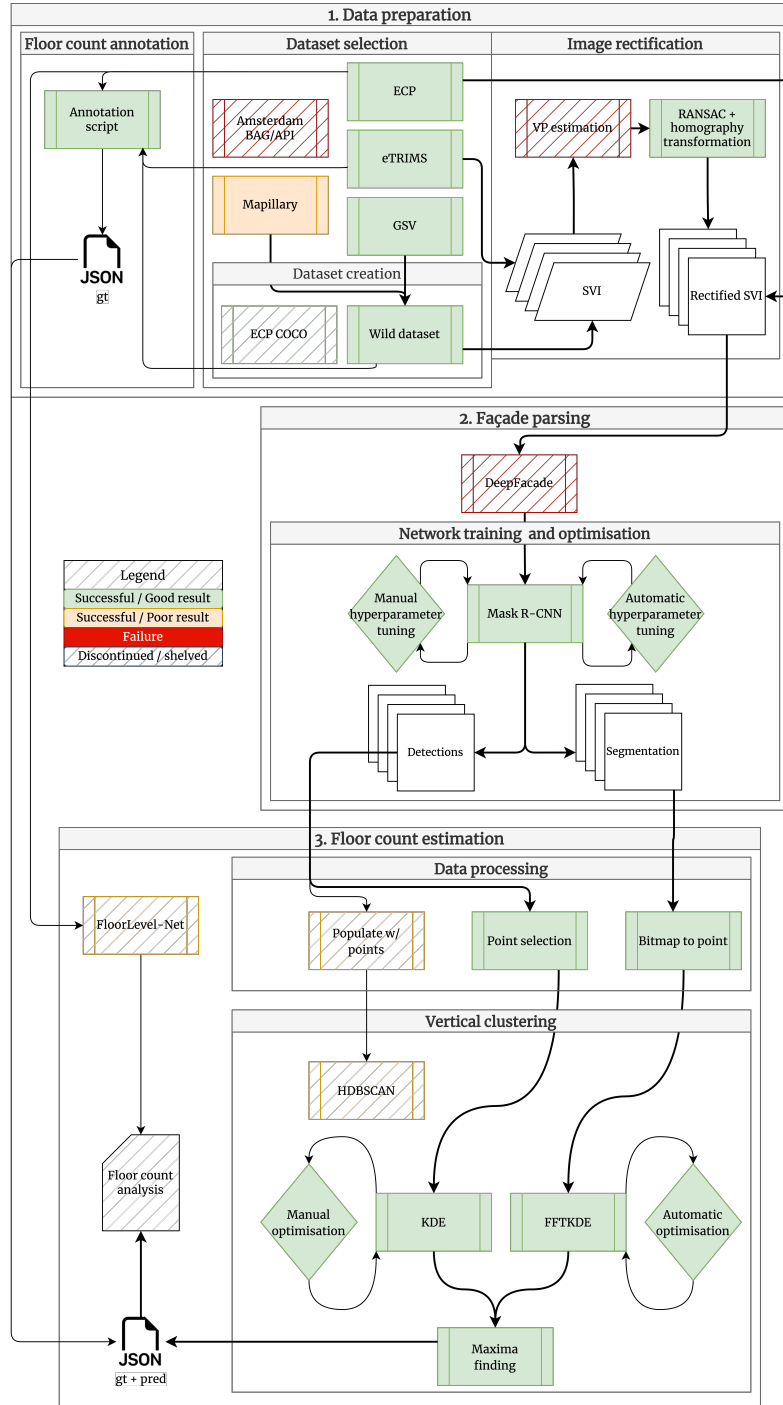 1. Data preparation
Floor count annotation
Dataset selection
Image rectification
Annotation
script
JSON
gt
ECP
Amsterdam
BAG/API
eTRIMS
Mapillary
GSV
Dataset creation
ECP COCO
Wild dataset
VP estimation
RANSAC +
homography
transformation
SVI
Rectified SVI
2. Façade parsing
DeepFacade
Network training and optimisation
Manual
hyperparameter
tuning
Mask R-CNN
Automatic
hyperparameter
tuning
Detections
Segmentation
Legend
Successful / Good result
Successful / Poor result
Failure
Discontinued / shelved
3. Floor count estimation
Data processing
FloorLevel-Net
Populate w/
points
Point selection
Bitmap to point
Vertical clustering
HDBSCAN
Floor count
analysis
Manual
optimisation
KDE
FFTKDE
Automatic
optimisation
Maxima
finding
JSON
gt + pred